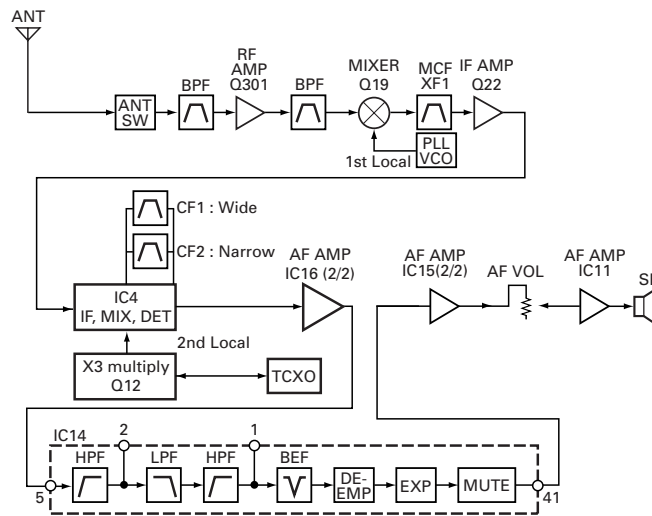 ANT
ANT
SW
BPF
RF
AMP
Q301
BPF
MIXER
Q19
MCF
XF1
IF AMP
Q22
1st Local
PLL
VCO
CF1 : Wide
CF2 : Narrow
IC4
IF, MIX, DET
AF AMP
IC16 (2/2)
AF AMP
IC15(2/2)
AF VOL
AF AMP
IC11
2nd Local
X3 multiply
Q12
TCXO
IC14
5
HPF
2
LPF
HPF
1
BEF
DE-
EMP
EXP
MUTE
41